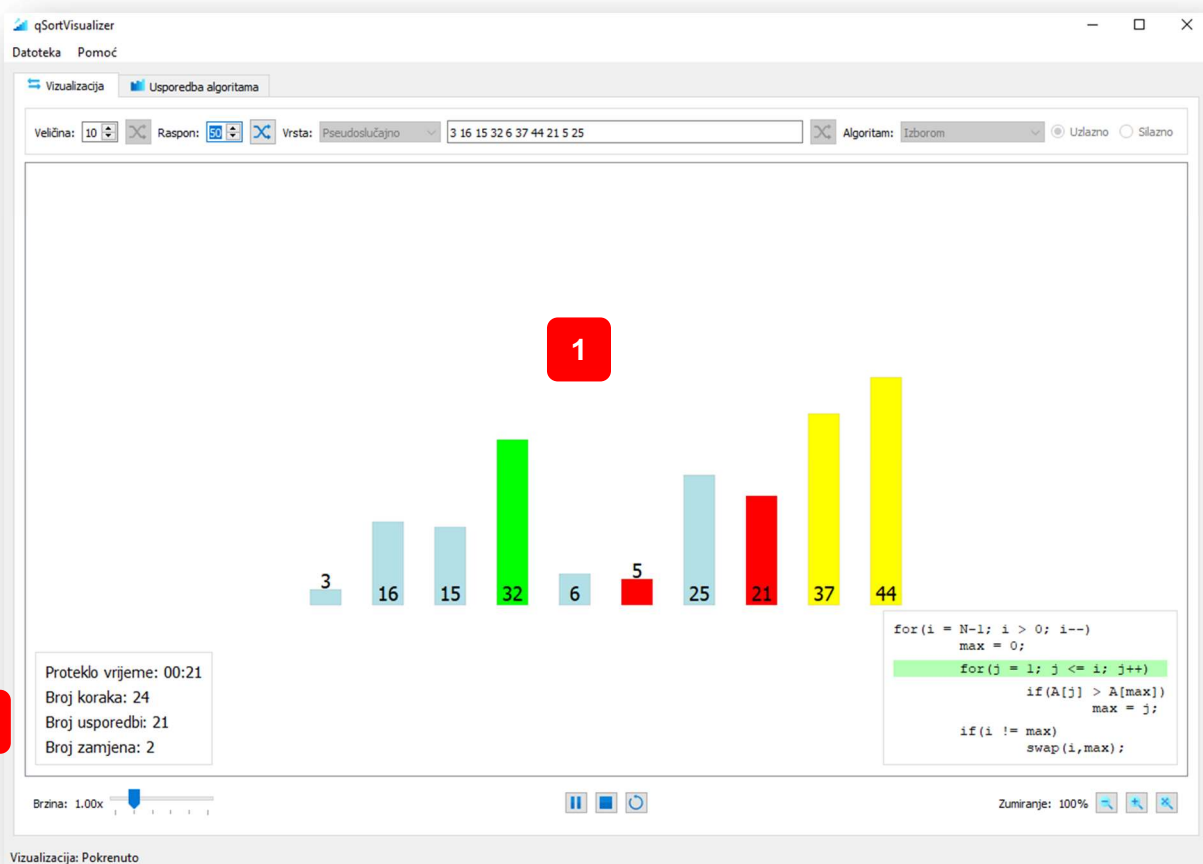 qSortVisualizer
Datoteka Pomoć
Vizualizacija Usporedba algoritama
Veličina: 10 Raspon: 50 Vrsta: Pseudoslučajno 3 16 15 32 6 37 44 21 5 25 Algoritam: Izborom Uzlazno Silazno
1
3 16 15 32 6 5 25 21 37 44
for(i = N-1; i > 0; i--)
max = 0;
for(j = 1; j <= i; j++)
if(A[j] > A[max])
max = j;
if(i != max)
swap(i,max);
Proteklo vrijeme: 00:21
Broj koraka: 24
Broj usporedbi: 21
Broj zamjena: 2
Brzina: 1.00x Zumiranje: 100%
Vizualizacija: Pokrenuto